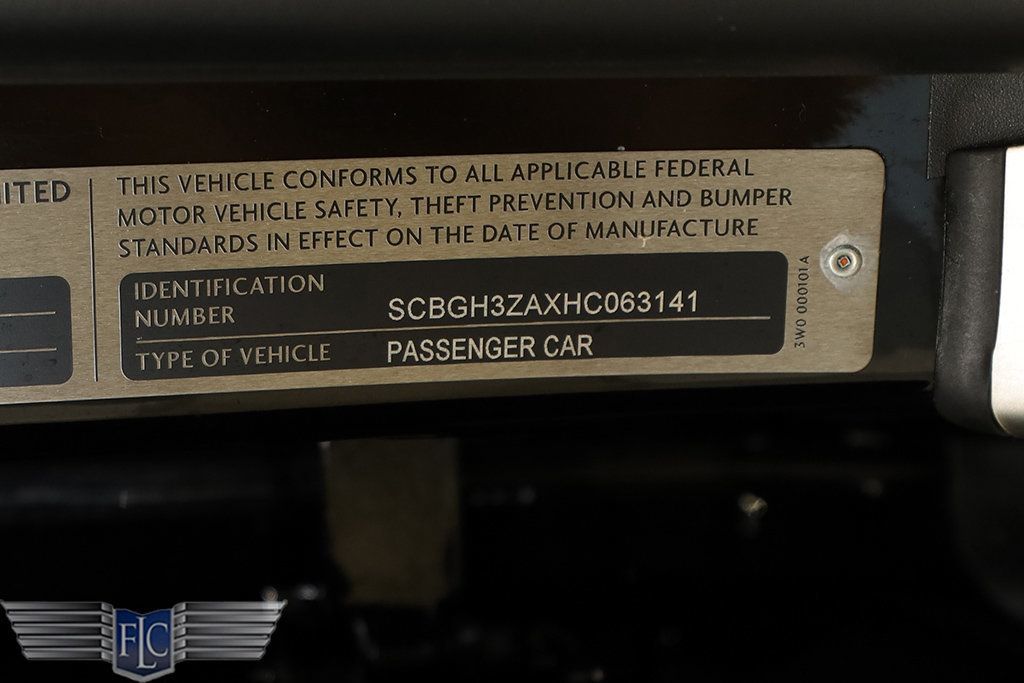 ITED
THIS VEHICLE CONFORMS TO ALL APPLICABLE FEDERAL
MOTOR VEHICLE SAFETY, THEFT PREVENTION AND BUMPER
STANDARDS IN EFFECT ON THE DATE OF MANUFACTURE
IDENTIFICATION
NUMBER SCBGH3ZAXHC063141
TYPE OF VEHICLE PASSENGER CAR
3W0 000101 A
FLC